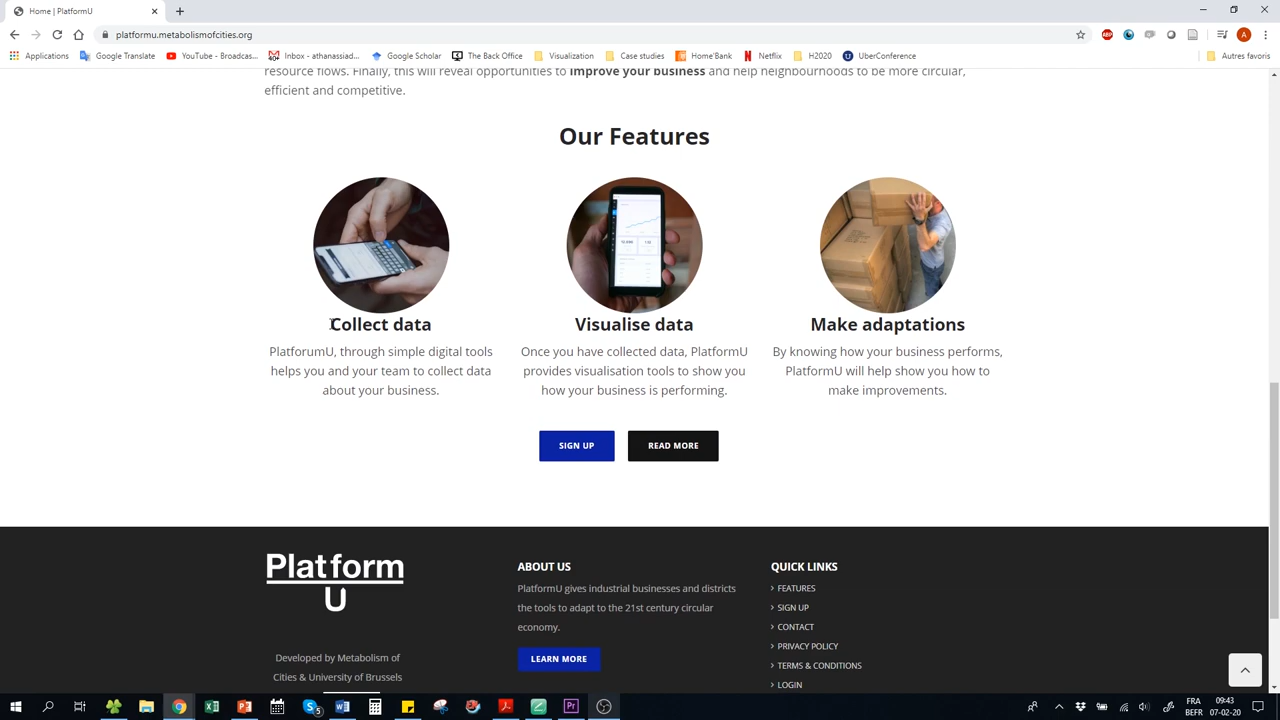 Home | PlatformU
platformu.metabolismofcities.org
Applications
Google Translate
YouTube - Broadcas...
40+
Inbox - athanassiad...
Google Scholar
The Back Office
Visualization
Case studies
Home'Bank
Netflix
H2020
UberConference
Autres favoris
resource flows. Finally, this will reveal opportunities to improve your business and help neighbourhoods to be more circular,
efficient and competitive.
Our Features
Collect data
PlatforumU, through simple digital tools
helps you and your team to collect data
about your business.
Visualise data
Once you have collected data, PlatformU
provides visualisation tools to show you
how your business is performing.
Make adaptations
By knowing how your business performs,
PlatformU will help show you how to
make improvements.
SIGN UP
READ MORE
Platform
U
Developed by Metabolism of
Cities & University of Brussels
ABOUT US
PlatformU gives industrial businesses and districts
the tools to adapt to the 21st century circular
economy.
LEARN MORE
QUICK LINKS
FEATURES
SIGN UP
CONTACT
PRIVACY POLICY
TERMS & CONDITIONS
LOGIN
FRA
BEFR
09:43
07-02-20